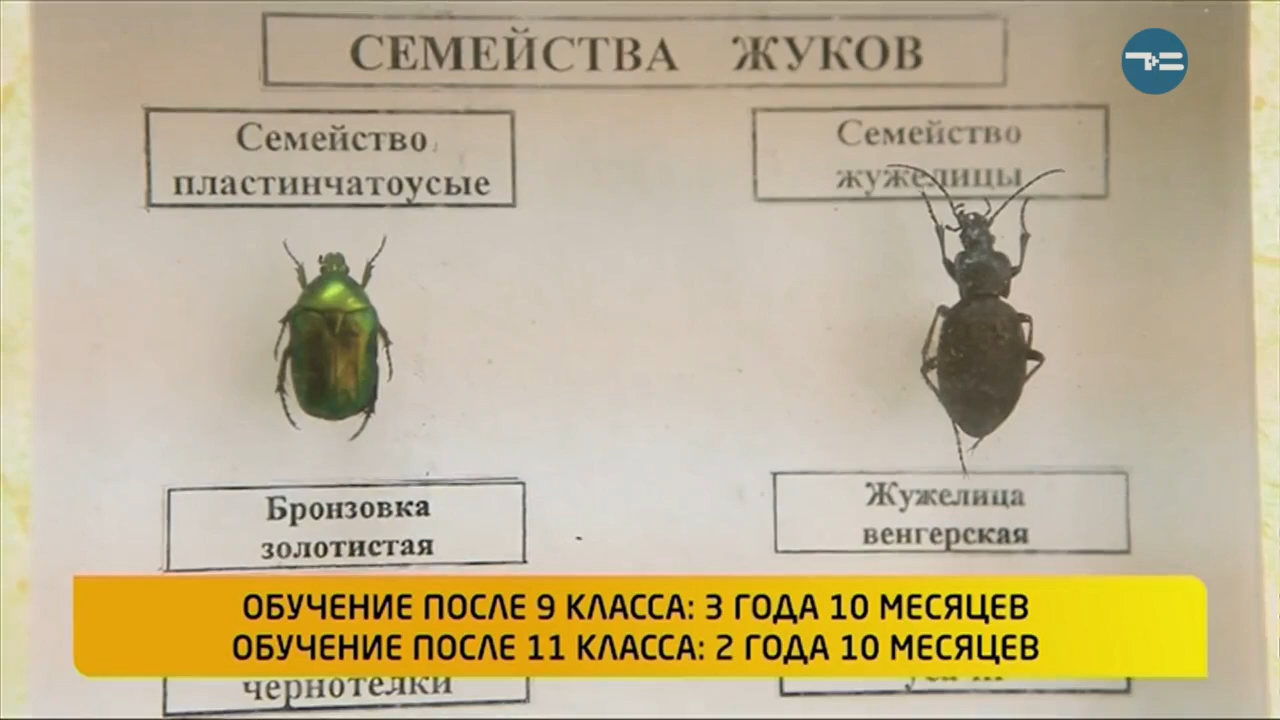 СЕМЕЙСТВА ЖУКОВ
Семейство
пластинчатоусые
Семейство
жужелицы
Бронзовка
золотистая
Жужелица
венгерская
ОБУЧЕНИЕ ПОСЛЕ 9 КЛАССА: 3 ГОДА 10 МЕСЯЦЕВ
ОБУЧЕНИЕ ПОСЛЕ 11 КЛАССА: 2 ГОДА 10 МЕСЯЦЕВ
чернотелки